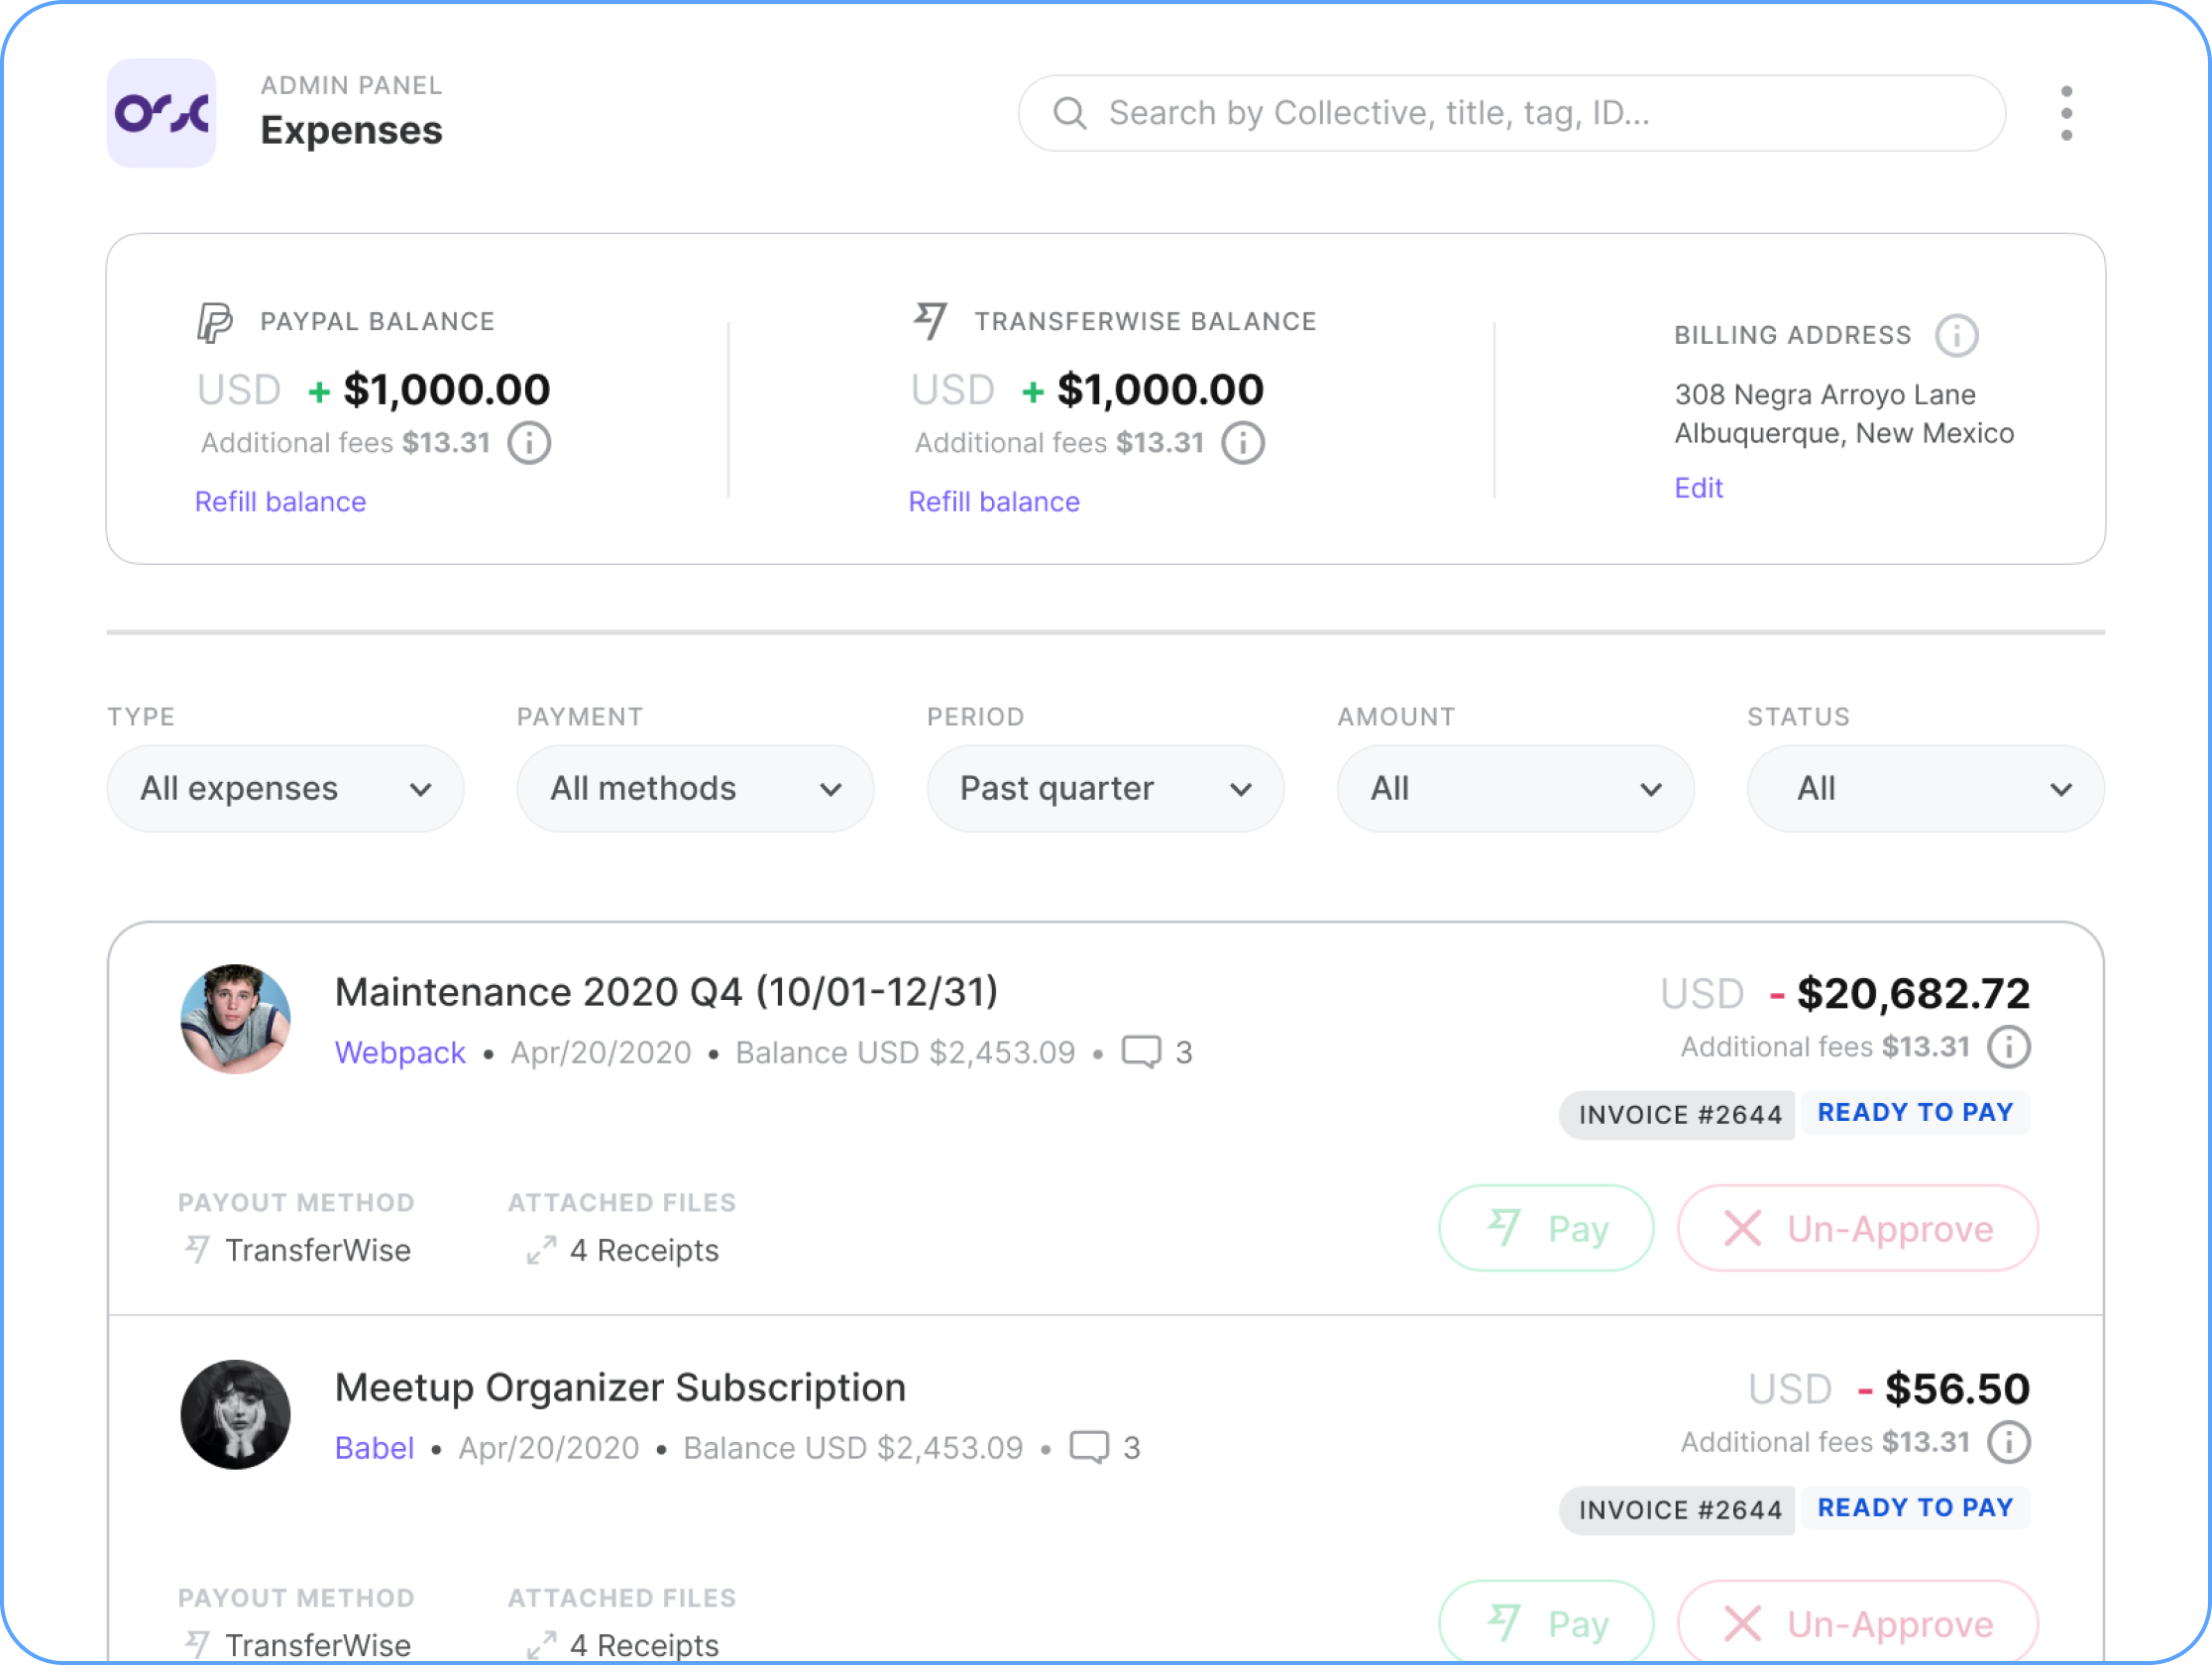 ADMIN PANEL
Expenses
Search by Collective, title, tag, ID...
PAYPAL BALANCE
USD + $1,000.00
Additional fees $13.31
Refill balance
TRANSFERWISE BALANCE
USD + $1,000.00
Additional fees $13.31
Refill balance
BILLING ADDRESS
308 Negra Arroyo Lane
Albuquerque, New Mexico
Edit
TYPE
All expenses
PAYMENT
All methods
PERIOD
Past quarter
AMOUNT
All
STATUS
All
Maintenance 2020 Q4 (10/01-12/31)
Webpack • Apr/20/2020 • Balance USD $2,453.09 • 3
USD - $20,682.72
Additional fees $13.31
INVOICE #2644 READY TO PAY
PAYOUT METHOD
TransferWise
ATTACHED FILES
4 Receipts
Pay
Un-Approve
Meetup Organizer Subscription
Babel • Apr/20/2020 • Balance USD $2,453.09 • 3
USD - $56.50
Additional fees $13.31
INVOICE #2644 READY TO PAY
PAYOUT METHOD
TransferWise
ATTACHED FILES
4 Receipts
Pay
Un-Approve